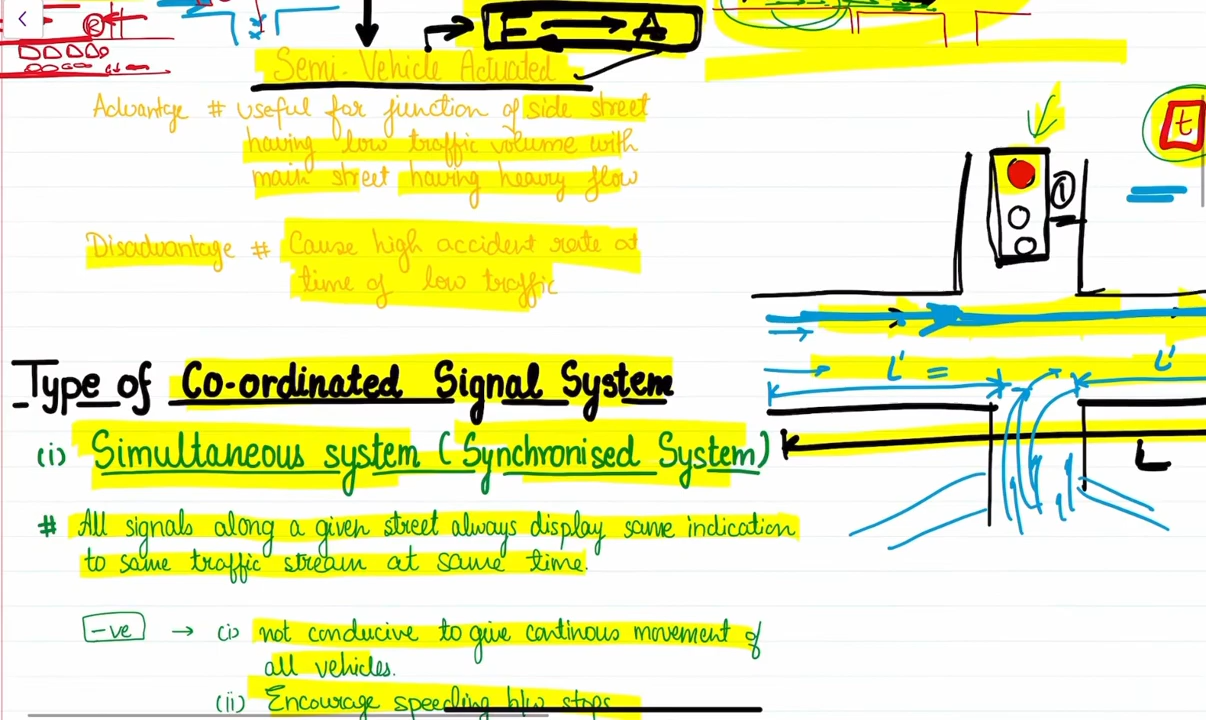 E → A
Semi-Vehicle Actuated
Advantge # useful for junction of side street
having low traffic volume with
main street having heavy flow
Disadvantage # Cause high accident rate at
time of low traffic
t
①
L' =
L'
L
Type of Co-ordinated Signal System
(i) Simultaneous system (Synchronised System)
# All signals along a given street always display same indication
to same traffic stream at same time.
-ve → (i) not conducive to give continous movement of
all vehicles.
(ii) Encourage speeding b/w stops